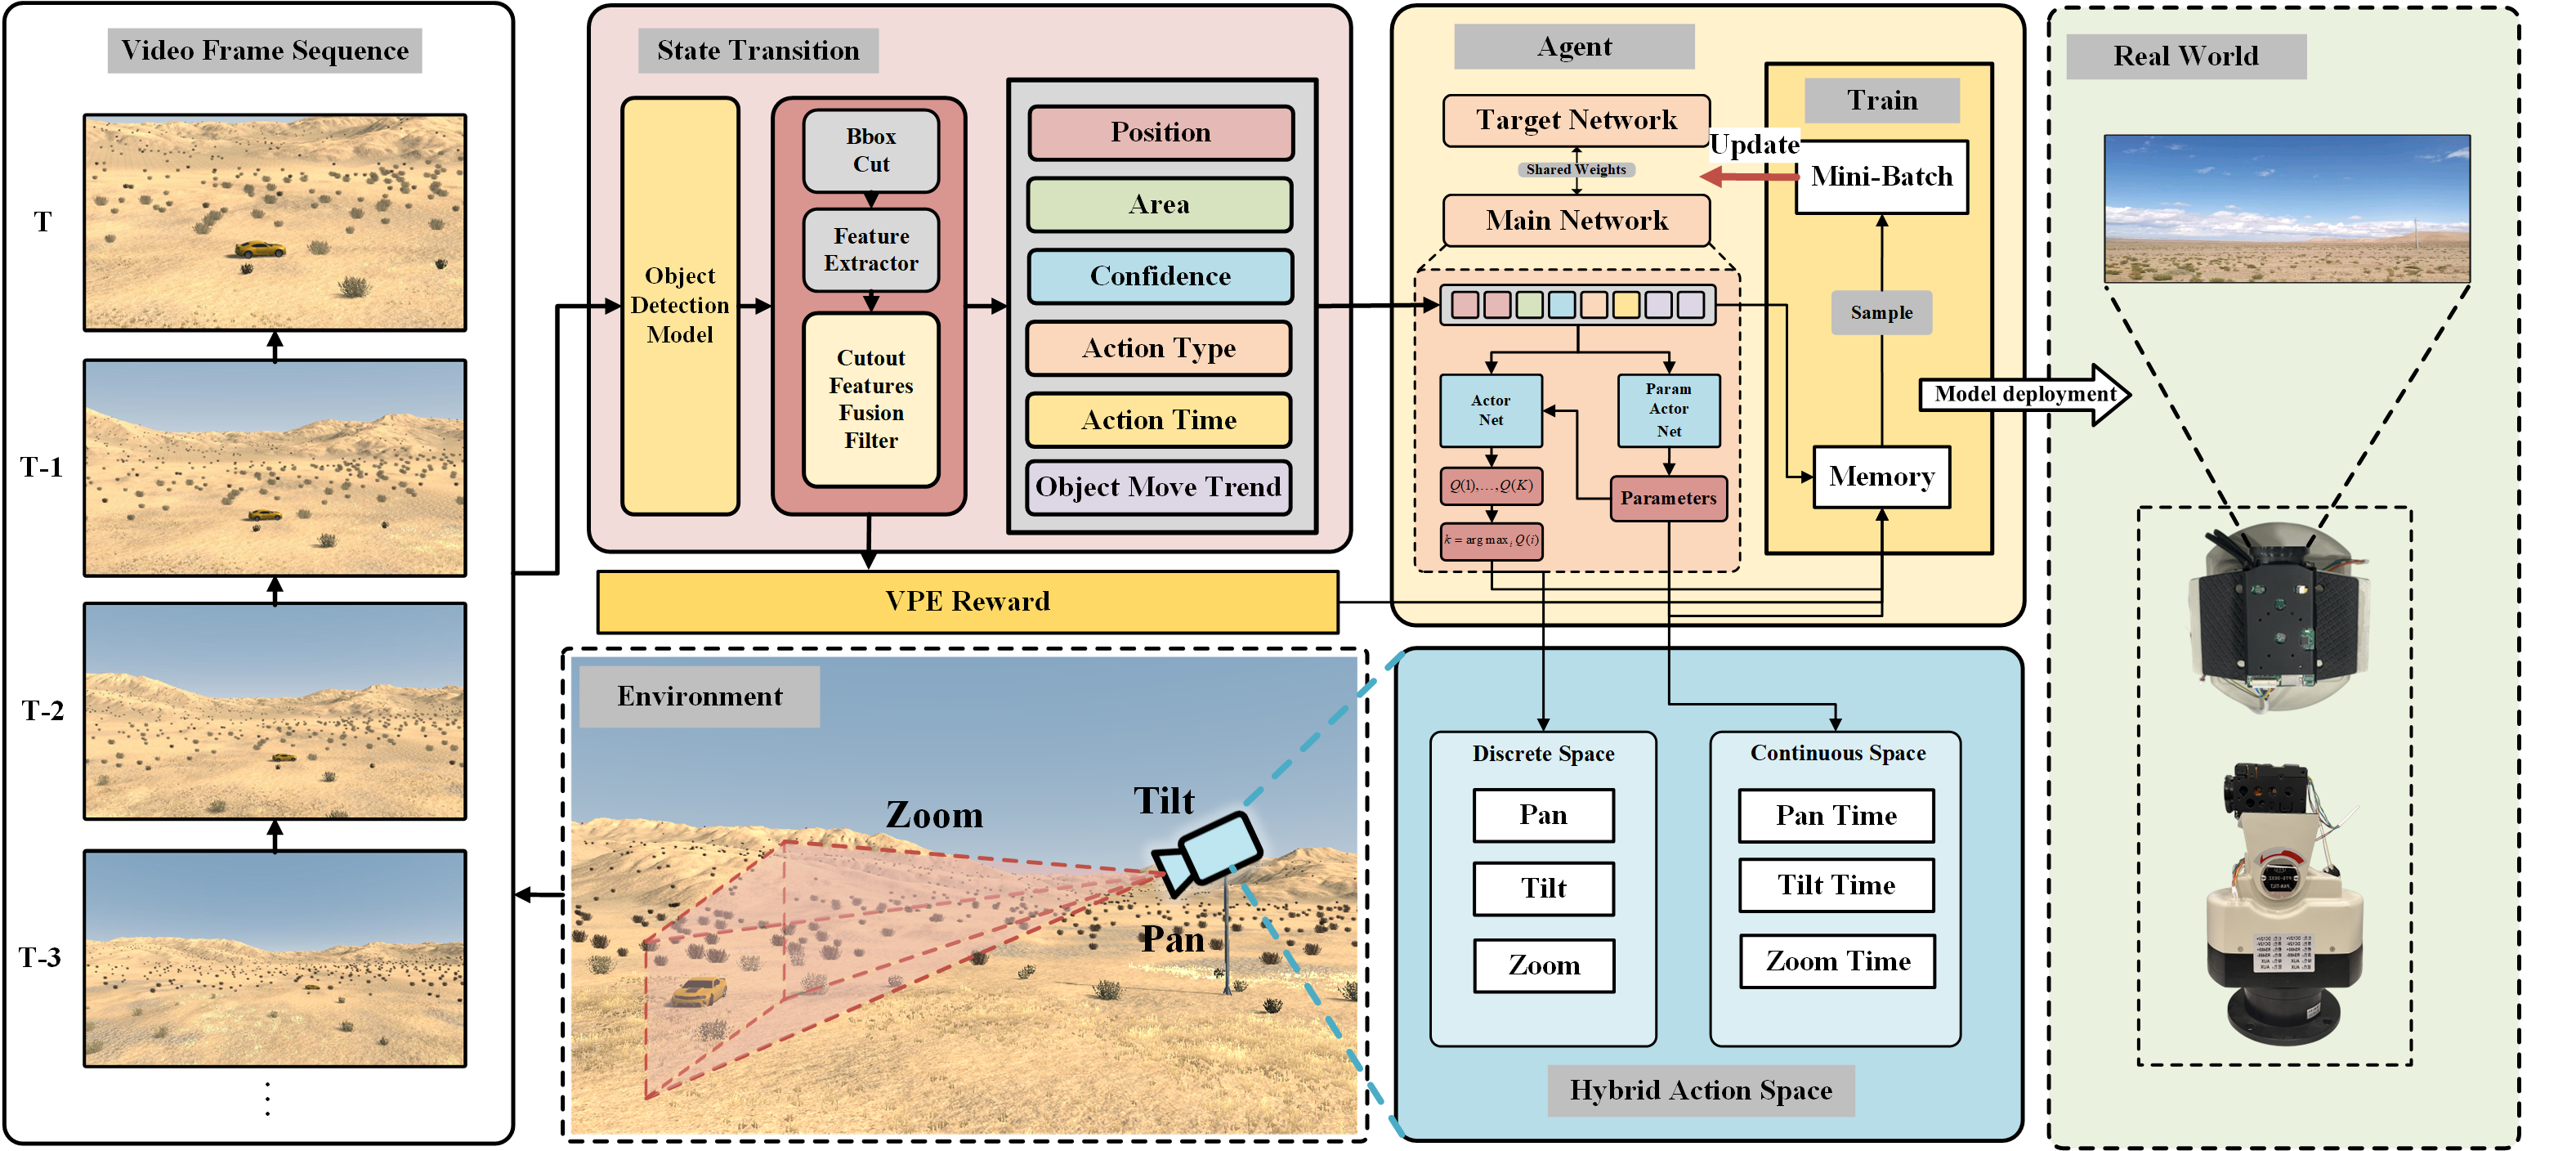 Video Frame Sequence
T
T-1
T-2
T-3
State Transition
Object
Detection
Model
Bbox
Cut
Feature
Extractor
Cutout
Features
Fusion
Filter
Position
Area
Confidence
Action Type
Action Time
Object Move Trend
VPE Reward
Environment
Zoom
Tilt
Pan
Agent
Target Network
Shared Weights
Main Network
Update
Actor
Net
Param
Actor
Net
Q(1),…,Q(K)
Parameters
k = arg max i Q(i)
Train
Mini-Batch
Sample
Memory
Model deployment
Discrete Space
Pan
Tilt
Zoom
Continuous Space
Pan Time
Tilt Time
Zoom Time
Hybrid Action Space
Real World